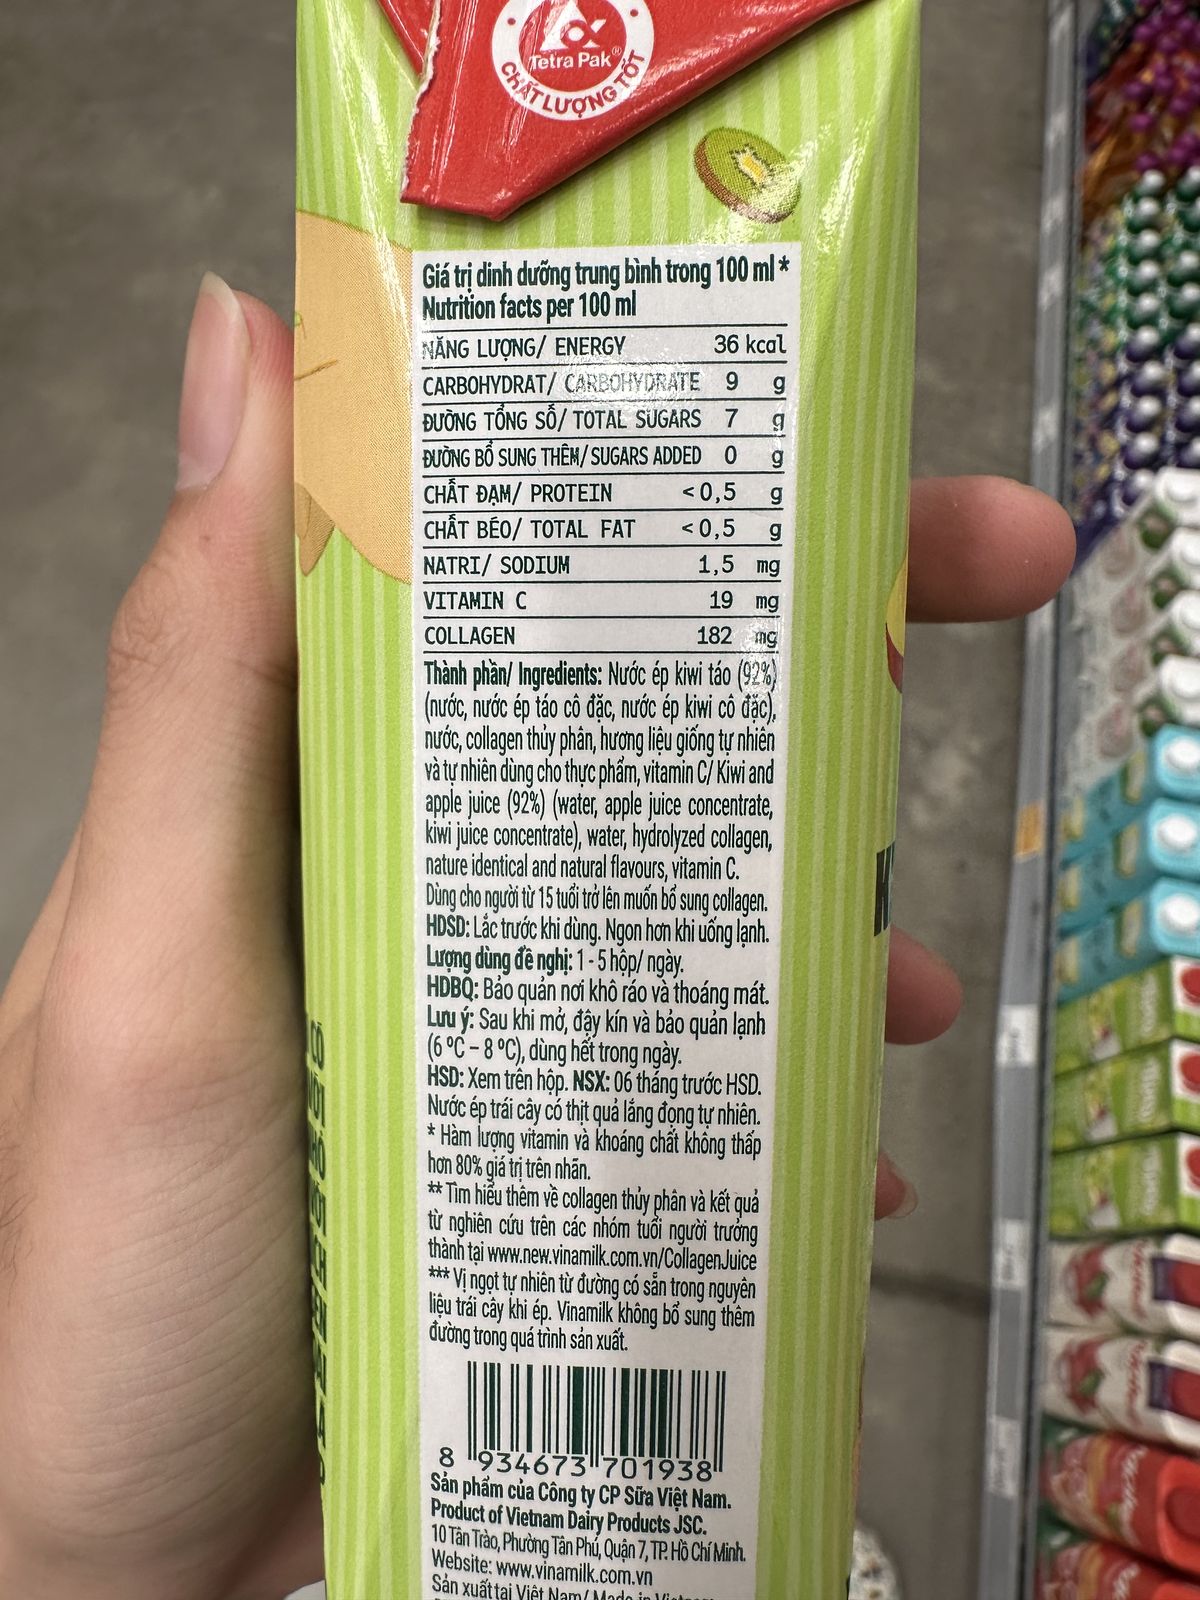 Tetra Pak®
CHẤT LƯỢNG TỐT
Giá trị dinh dưỡng trung bình trong 100 ml *
Nutrition facts per 100 ml
NĂNG LƯỢNG/ ENERGY 36 kcal
CARBOHYDRAT/ CARBOHYDRATE 9 g
ĐƯỜNG TỔNG SỐ/ TOTAL SUGARS 7 g
ĐƯỜNG BỔ SUNG THÊM/ SUGARS ADDED 0 g
CHẤT ĐẠM/ PROTEIN < 0,5 g
CHẤT BÉO/ TOTAL FAT < 0,5 g
NATRI/ SODIUM 1,5 mg
VITAMIN C 19 mg
COLLAGEN 182 mg
Thành phần/ Ingredients: Nước ép kiwi táo (92%)
(nước, nước ép táo cô đặc, nước ép kiwi cô đặc),
nước, collagen thủy phân, hương liệu giống tự nhiên
và tự nhiên dùng cho thực phẩm, vitamin C/ Kiwi and
apple juice (92%) (water, apple juice concentrate,
kiwi juice concentrate), water, hydrolyzed collagen,
nature identical and natural flavours, vitamin C.
Dùng cho người từ 15 tuổi trở lên muốn bổ sung collagen.
HDSD: Lắc trước khi dùng. Ngon hơn khi uống lạnh.
Lượng dùng đề nghị: 1 - 5 hộp/ ngày.
HDBQ: Bảo quản nơi khô ráo và thoáng mát.
Lưu ý: Sau khi mở, đậy kín và bảo quản lạnh
(6 ºC – 8 ºC), dùng hết trong ngày.
HSD: Xem trên hộp. NSX: 06 tháng trước HSD.
Nước ép trái cây có thịt quả lắng đọng tự nhiên.
* Hàm lượng vitamin và khoáng chất không thấp
hơn 80% giá trị trên nhãn.
** Tìm hiểu thêm về collagen thủy phân và kết quả
từ nghiên cứu trên các nhóm tuổi người trưởng
thành tại www.new.vinamilk.com.vn/CollagenJuice
*** Vị ngọt tự nhiên từ đường có sẵn trong nguyên
liệu trái cây khi ép. Vinamilk không bổ sung thêm
đường trong quá trình sản xuất.
8 934673 701938
Sản phẩm của Công ty CP Sữa Việt Nam.
Product of Vietnam Dairy Products JSC.
10 Tân Trào, Phường Tân Phú, Quận 7, TP. Hồ Chí Minh.
Website: www.vinamilk.com.vn
Sản xuất tại Việt Nam/ Made in Vietnam